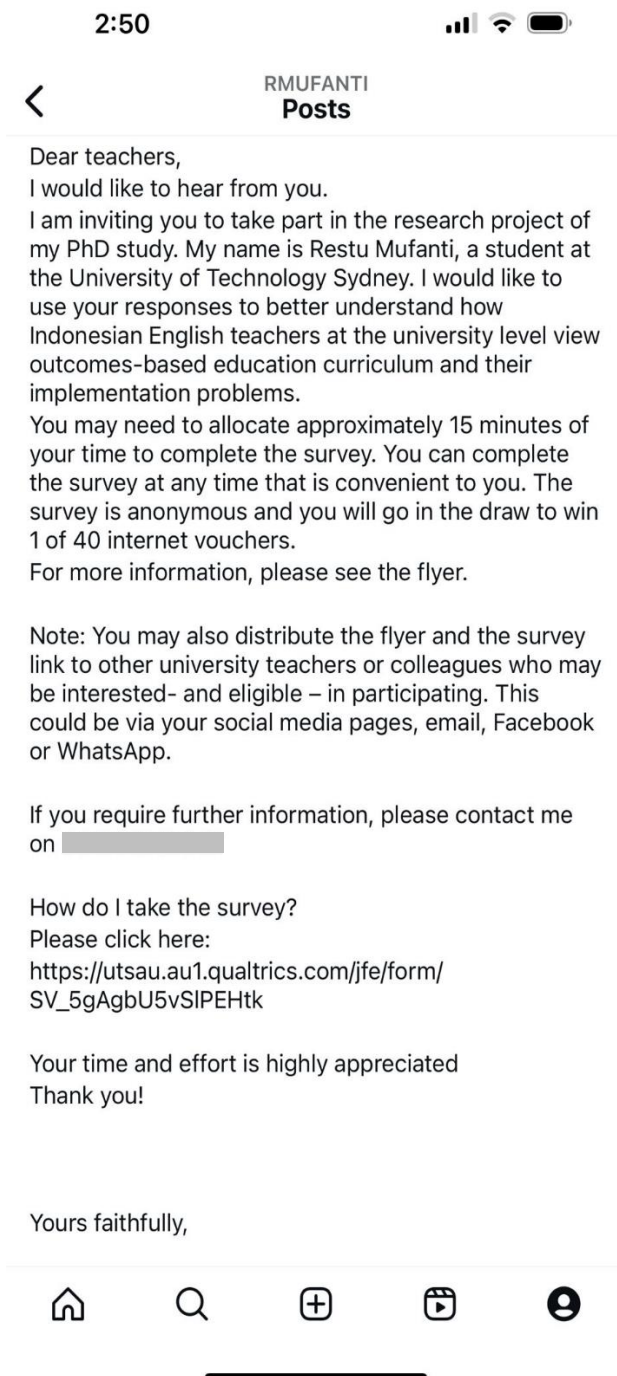 2:50
RMUFANTI
Posts
Dear teachers,
I would like to hear from you.
I am inviting you to take part in the research project of
my PhD study. My name is Restu Mufanti, a student at
the University of Technology Sydney. I would like to
use your responses to better understand how
Indonesian English teachers at the university level view
outcomes-based education curriculum and their
implementation problems.
You may need to allocate approximately 15 minutes of
your time to complete the survey. You can complete
the survey at any time that is convenient to you. The
survey is anonymous and you will go in the draw to win
1 of 40 internet vouchers.
For more information, please see the flyer.
Note: You may also distribute the flyer and the survey
link to other university teachers or colleagues who may
be interested- and eligible – in participating. This
could be via your social media pages, email, Facebook
or WhatsApp.
If you require further information, please contact me
on
How do I take the survey?
Please click here:
https://utsau.au1.qualtrics.com/jfe/form/
SV_5gAgbU5vSlPEHtk
Your time and effort is highly appreciated
Thank you!
Yours faithfully,